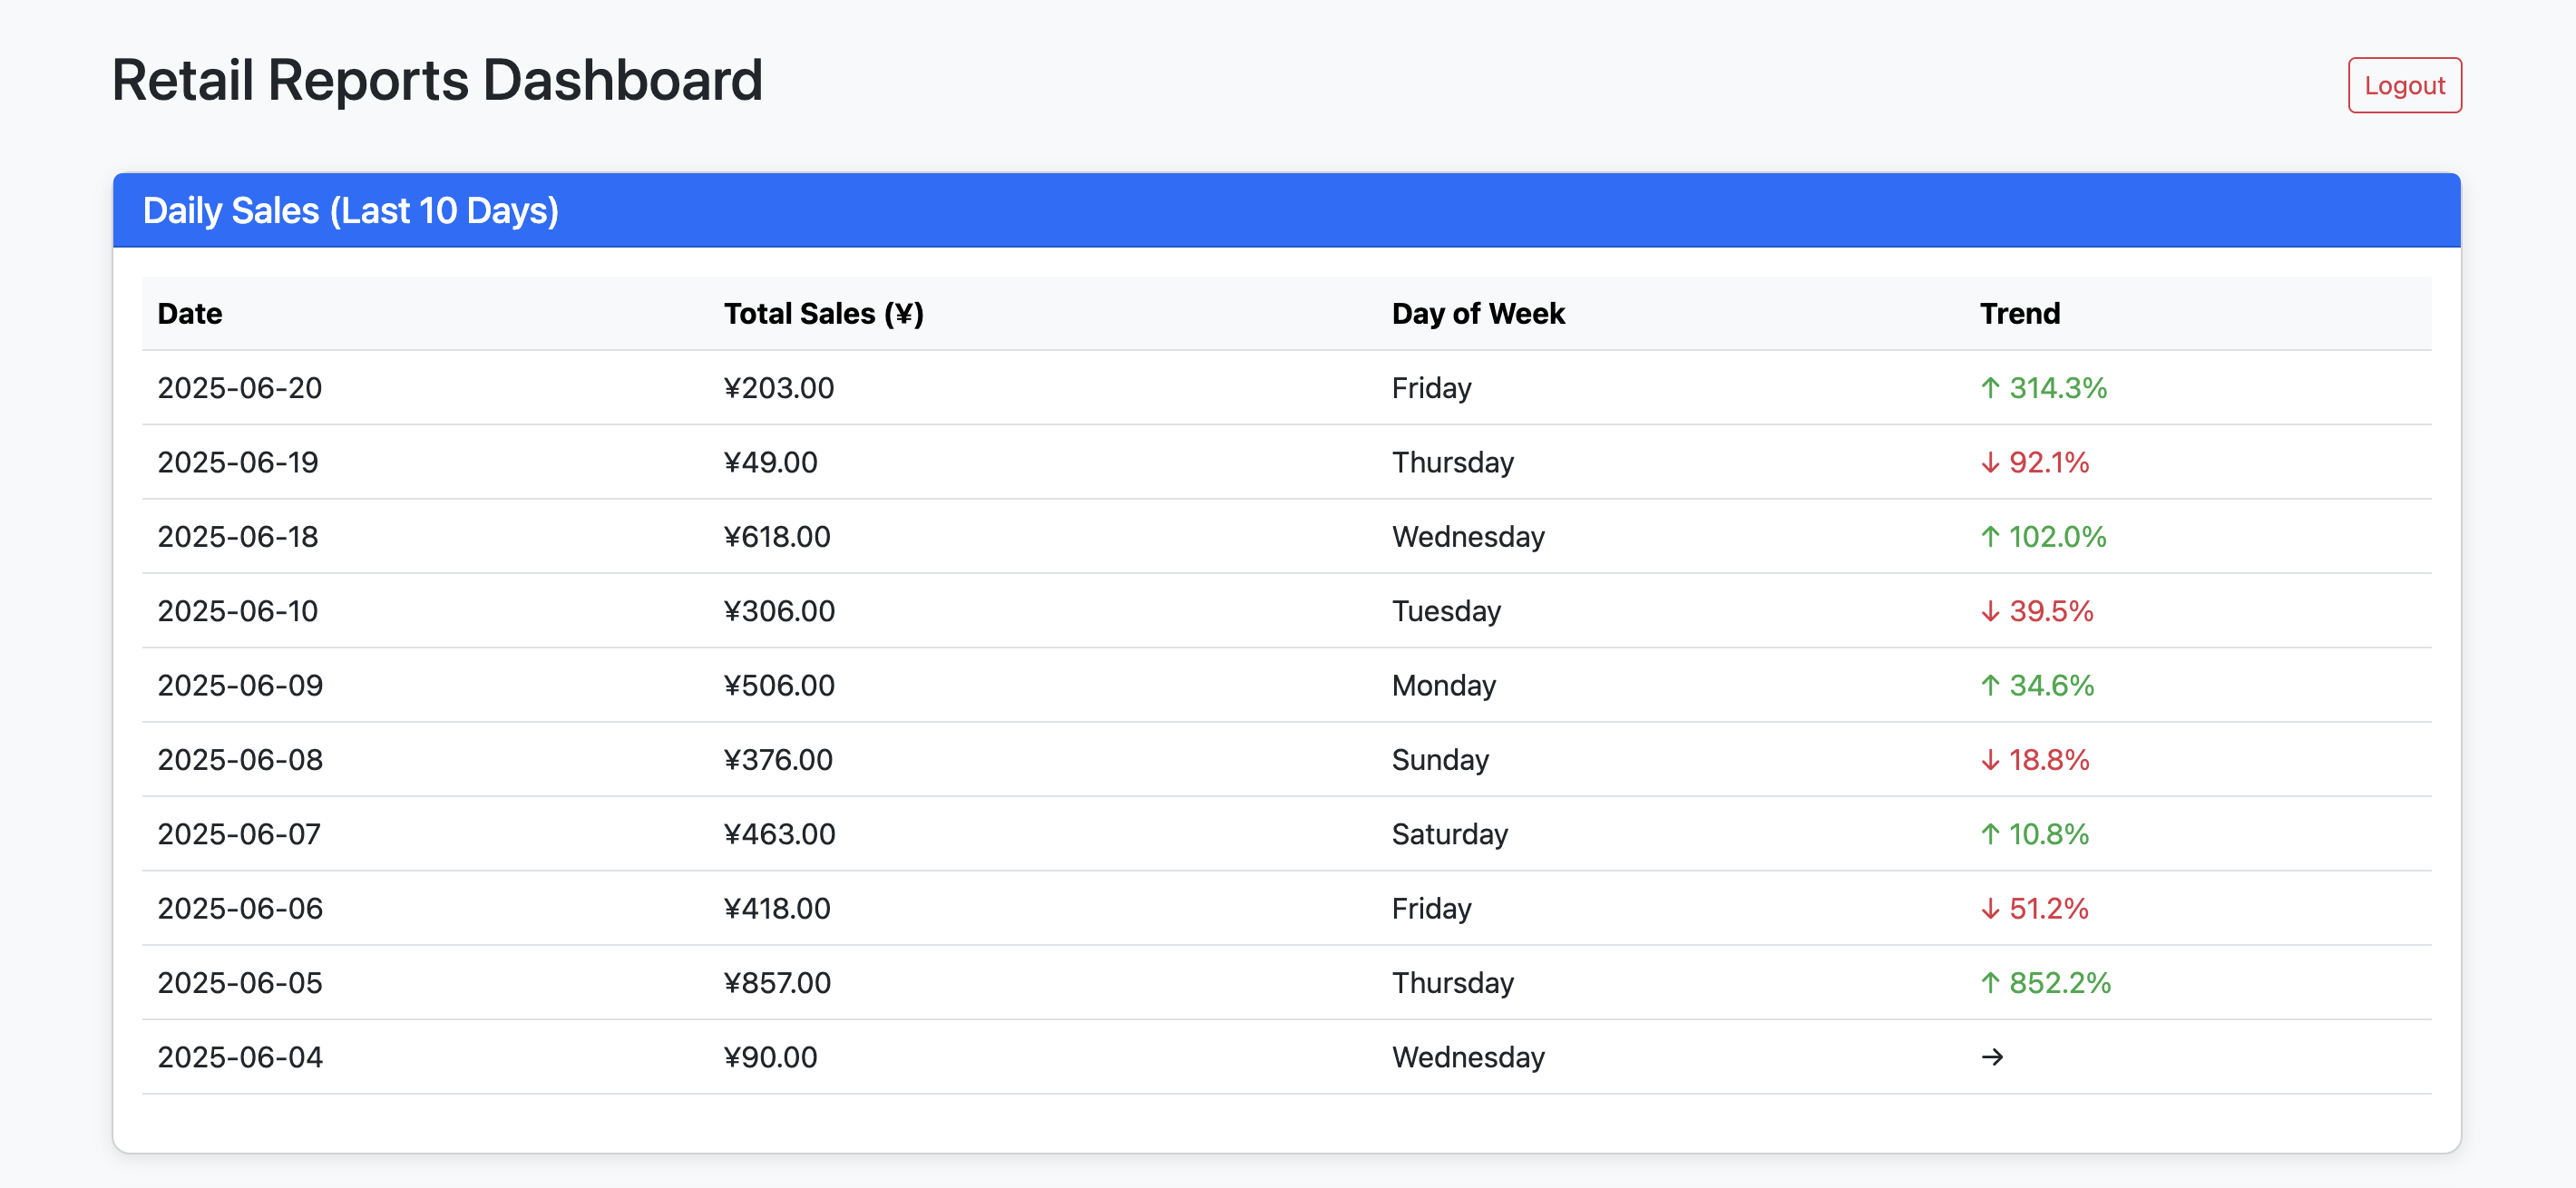 Retail Reports Dashboard
Logout
Daily Sales (Last 10 Days)
Date Total Sales (¥) Day of Week Trend
2025-06-20 ¥203.00 Friday ↑ 314.3%
2025-06-19 ¥49.00 Thursday ↓ 92.1%
2025-06-18 ¥618.00 Wednesday ↑ 102.0%
2025-06-10 ¥306.00 Tuesday ↓ 39.5%
2025-06-09 ¥506.00 Monday ↑ 34.6%
2025-06-08 ¥376.00 Sunday ↓ 18.8%
2025-06-07 ¥463.00 Saturday ↑ 10.8%
2025-06-06 ¥418.00 Friday ↓ 51.2%
2025-06-05 ¥857.00 Thursday ↑ 852.2%
2025-06-04 ¥90.00 Wednesday →